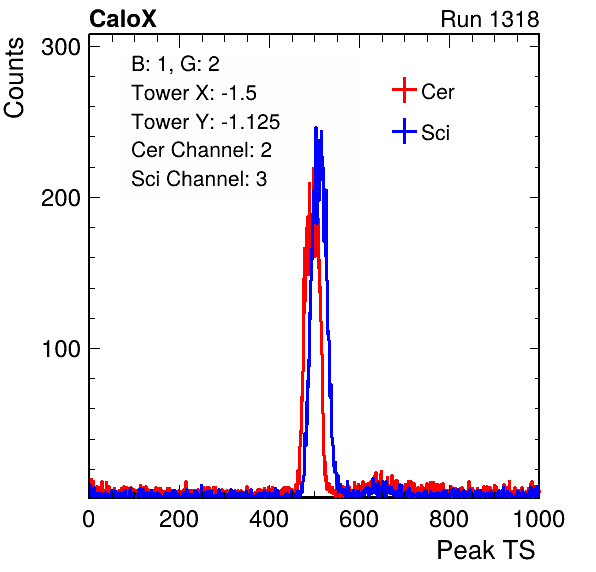 CaloX Run 1318
Counts
300
200
100
B: 1, G: 2
Tower X: -1.5
Tower Y: -1.125
Cer Channel: 2
Sci Channel: 3
Cer
Sci
0 200 400 600 800 1000
Peak TS